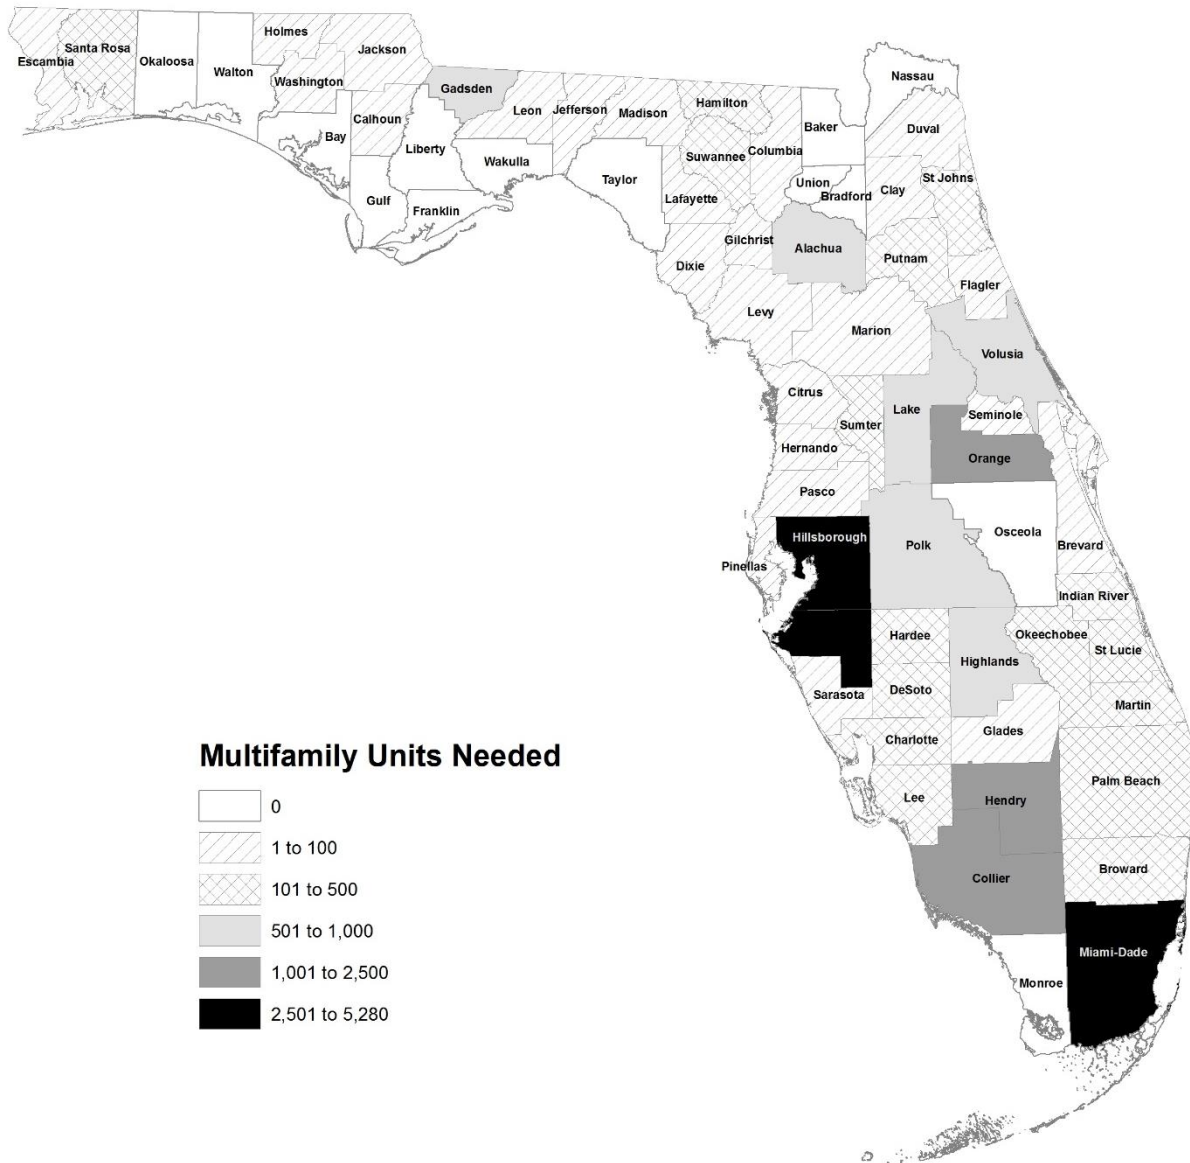 Holmes
Jackson
Santa Rosa
Escambia
Okaloosa
Walton
Washington
Gadsden
Calhoun
Bay
Liberty
Leon
Jefferson
Madison
Hamilton
Nassau
Baker
Duval
Wakulla
Suwannee
Columbia
Taylor
Lafayette
Union
Bradford
Clay
St Johns
Gulf
Franklin
Gilchrist
Alachua
Putnam
Dixie
Flagler
Levy
Marion
Volusia
Citrus
Lake
Seminole
Sumter
Hernando
Orange
Pasco
Hillsborough
Polk
Osceola
Brevard
Pinellas
Indian River
Hardee
Okeechobee
St Lucie
Highlands
DeSoto
Sarasota
Martin
Charlotte
Glades
Palm Beach
Lee
Hendry
Broward
Collier
Miami-Dade
Monroe
Multifamily Units Needed
0
1 to 100
101 to 500
501 to 1,000
1,001 to 2,500
2,501 to 5,280